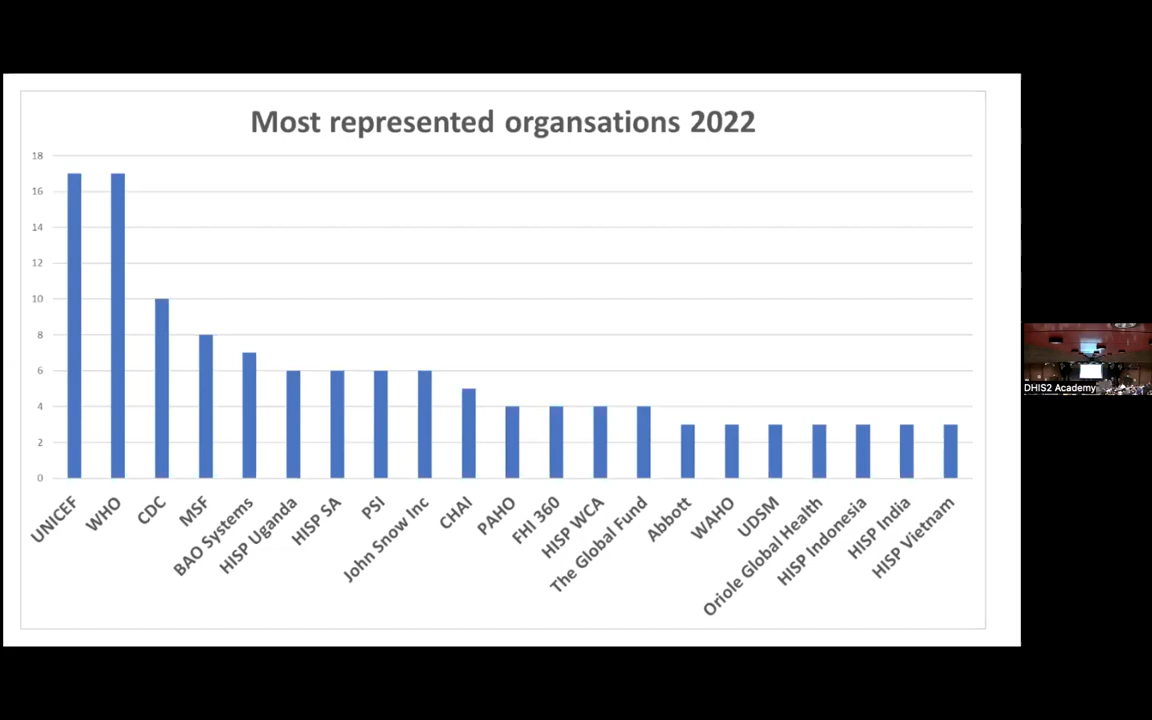 Most represented organsations 2022
18
16
14
12
10
8
6
4
2
0
UNICEF
WHO
CDC
MSF
BAO Systems
HISP Uganda
HISP SA
PSI
John Snow Inc
CHAI
PAHO
FHI 360
HISP WCA
The Global Fund
Abbott
WAHO
UDSM
Oriole Global Health
HISP Indonesia
HISP India
HISP Vietnam
DHIS2 Academy